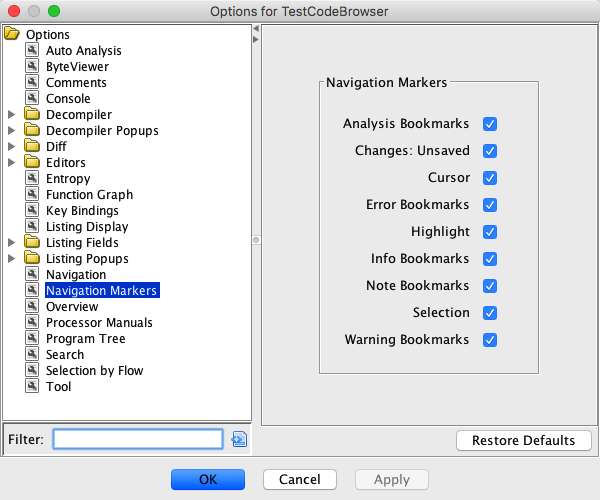 Options for TestCodeBrowser
Options
Auto Analysis
ByteViewer
Comments
Console
Decompiler
Decompiler Popups
Diff
Editors
Entropy
Function Graph
Key Bindings
Listing Display
Listing Fields
Listing Popups
Navigation
Navigation Markers
Overview
Processor Manuals
Program Tree
Search
Selection by Flow
Tool
Filter:
Navigation Markers
Analysis Bookmarks
Changes: Unsaved
Cursor
Error Bookmarks
Highlight
Info Bookmarks
Note Bookmarks
Selection
Warning Bookmarks
Restore Defaults
OK
Cancel
Apply